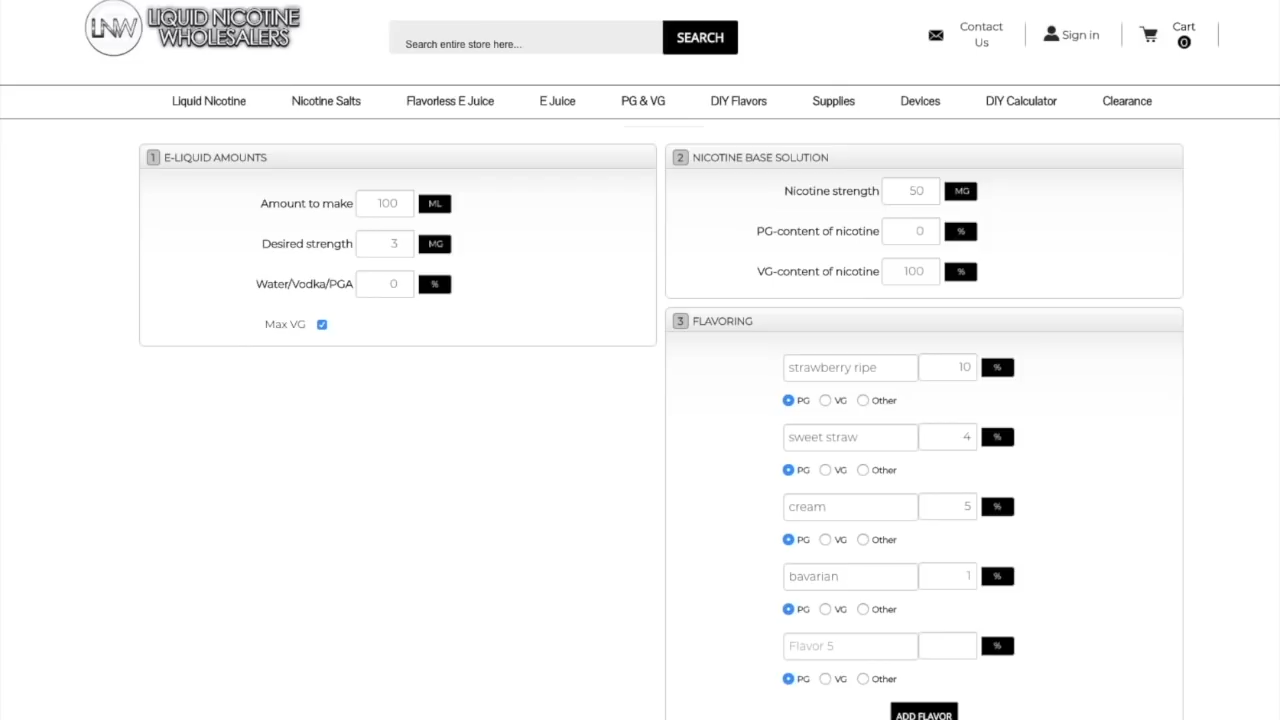 LNW LIQUID NICOTINE
WHOLESALERS
Search entire store here...
SEARCH
Contact
Us
Sign in
Cart
0
Liquid Nicotine Nicotine Salts Flavorless E Juice E Juice PG & VG DIY Flavors Supplies Devices DIY Calculator Clearance
1 E-LIQUID AMOUNTS
Amount to make 100 ML
Desired strength 3 MG
Water/Vodka/PGA 0 %
Max VG
2 NICOTINE BASE SOLUTION
Nicotine strength 50 MG
PG-content of nicotine 0 %
VG-content of nicotine 100 %
3 FLAVORING
strawberry ripe 10 %
PG VG Other
sweet straw 4 %
PG VG Other
cream 5 %
PG VG Other
bavarian 1 %
PG VG Other
Flavor 5 %
PG VG Other
ADD FLAVOR